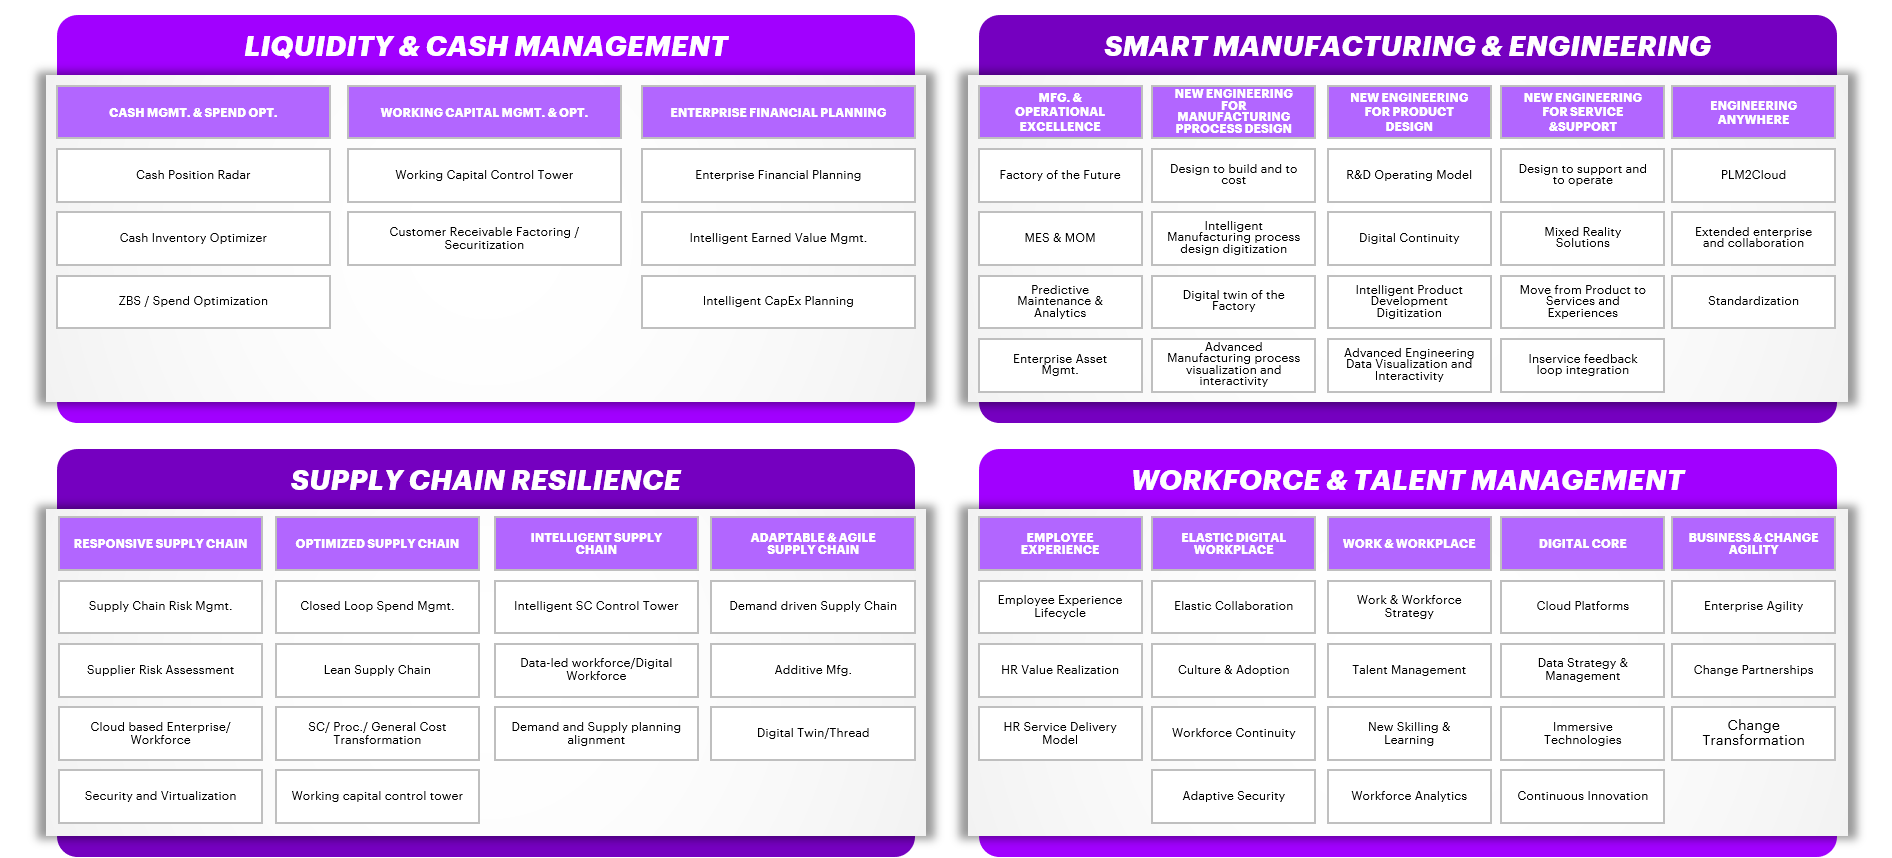 LIQUIDITY & CASH MANAGEMENT
CASH MGMT. & SPEND OPT.
Cash Position Radar
Cash Inventory Optimizer
ZBS / Spend Optimization
WORKING CAPITAL MGMT. & OPT.
Working Capital Control Tower
Customer Receivable Factoring /
Securitization
ENTERPRISE FINANCIAL PLANNING
Enterprise Financial Planning
Intelligent Earned Value Mgmt.
Intelligent CapEx Planning
SMART MANUFACTURING & ENGINEERING
MFG. &
OPERATIONAL
EXCELLENCE
Factory of the Future
MES & MOM
Predictive
Maintenance &
Analytics
Enterprise Asset
Mgmt.
NEW ENGINEERING
FOR
MANUFACTURING
PPROCESS DESIGN
Design to build and to
cost
Intelligent
Manufacturing process
design digitization
Digital twin of the
Factory
Advanced
Manufacturing process
visualization and
interactivity
NEW ENGINEERING
FOR PRODUCT
DESIGN
R&D Operating Model
Digital Continuity
Intelligent Product
Development
Digitization
Advanced Engineering
Data Visualization and
Interactivity
NEW ENGINEERING
FOR SERVICE
&SUPPORT
Design to support and
to operate
Mixed Reality
Solutions
Move from Product to
Services and
Experiences
Inservice feedback
loop integration
ENGINEERING
ANYWHERE
PLM2Cloud
Extended enterprise
and collaboration
Standardization
SUPPLY CHAIN RESILIENCE
RESPONSIVE SUPPLY CHAIN
Supply Chain Risk Mgmt.
Supplier Risk Assessment
Cloud based Enterprise/
Workforce
Security and Virtualization
OPTIMIZED SUPPLY CHAIN
Closed Loop Spend Mgmt.
Lean Supply Chain
SC/ Proc./ General Cost
Transformation
Working capital control tower
INTELLIGENT SUPPLY
CHAIN
Intelligent SC Control Tower
Data-led workforce/Digital
Workforce
Demand and Supply planning
alignment
ADAPTABLE & AGILE
SUPPLY CHAIN
Demand driven Supply Chain
Additive Mfg.
Digital Twin/Thread
WORKFORCE & TALENT MANAGEMENT
EMPLOYEE
EXPERIENCE
Employee Experience
Lifecycle
HR Value Realization
HR Service Delivery
Model
ELASTIC DIGITAL
WORKPLACE
Elastic Collaboration
Culture & Adoption
Workforce Continuity
Adaptive Security
WORK & WORKPLACE
Work & Workforce
Strategy
Talent Management
New Skilling &
Learning
Workforce Analytics
DIGITAL CORE
Cloud Platforms
Data Strategy &
Management
Immersive
Technologies
Continuous Innovation
BUSINESS & CHANGE
AGILITY
Enterprise Agility
Change Partnerships
Change
Transformation